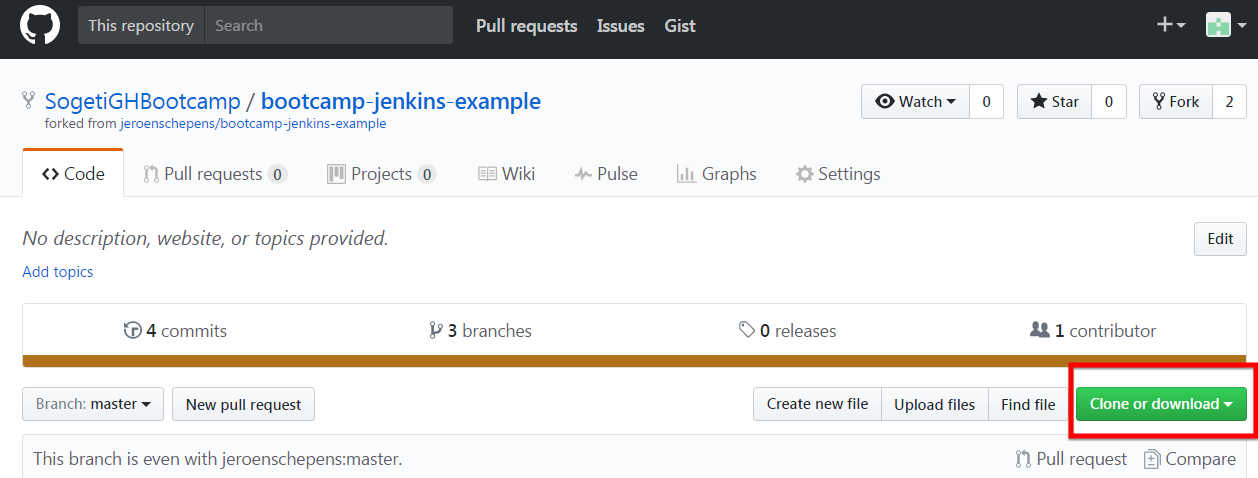 This repository Search Pull requests Issues Gist
SogetiGHBootcamp / bootcamp-jenkins-example Watch 0 Star 0 Fork 2
forked from jeroenschepens/bootcamp-jenkins-example
Code Pull requests 0 Projects 0 Wiki Pulse Graphs Settings
No description, website, or topics provided. Edit
Add topics
4 commits 3 branches 0 releases 1 contributor
Branch: master New pull request Create new file Upload files Find file Clone or download
This branch is even with jeroenschepens:master. Pull request Compare